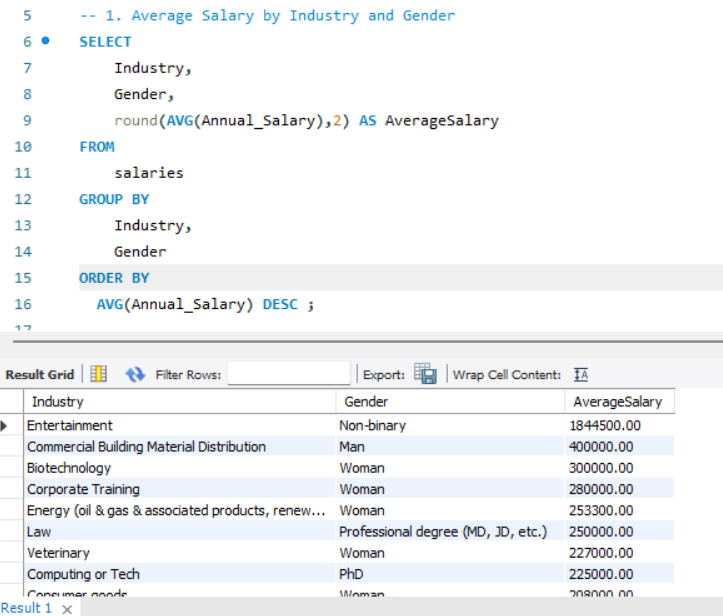 5 -- 1. Average Salary by Industry and Gender
6 SELECT
7 Industry,
8 Gender,
9 round(AVG(Annual_Salary),2) AS AverageSalary
10 FROM
11 salaries
12 GROUP BY
13 Industry,
14 Gender
15 ORDER BY
16 AVG(Annual_Salary) DESC ;
17
Result Grid Filter Rows: Export: Wrap Cell Content: IA
Industry Gender AverageSalary
Entertainment Non-binary 1844500.00
Commercial Building Material Distribution Man 400000.00
Biotechnology Woman 300000.00
Corporate Training Woman 280000.00
Energy (oil & gas & associated products, renew... Woman 253300.00
Law Professional degree (MD, JD, etc.) 250000.00
Veterinary Woman 227000.00
Computing or Tech PhD 225000.00
Consumer goods Woman 208000.00
Result 1